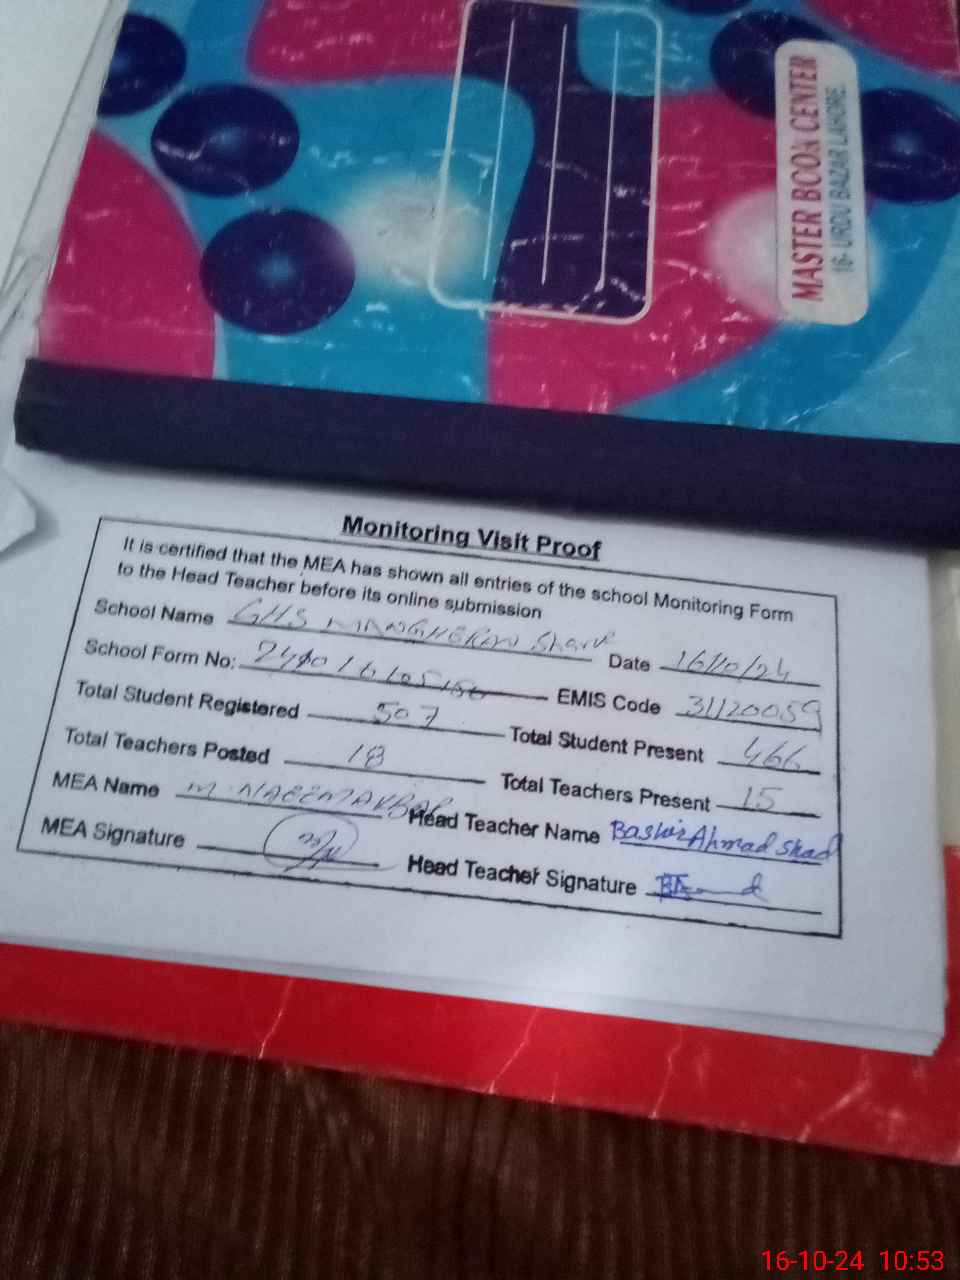 MASTER BOOK CENTER
16- URDU BAZAR LAHORE.
Monitoring Visit Proof
It is certified that the MEA has shown all entries of the school Monitoring Form
to the Head Teacher before its online submission
School Name GHS Date 16/10/24
School Form No: EMIS Code 31120059
Total Student Registered 507 Total Student Present 466
Total Teachers Posted 18 Total Teachers Present 15
MEA Name M. NAEEM AKBAR Head Teacher Name Bashir Ahmad Shad
MEA Signature Head Teacher Signature
16-10-24 10:53